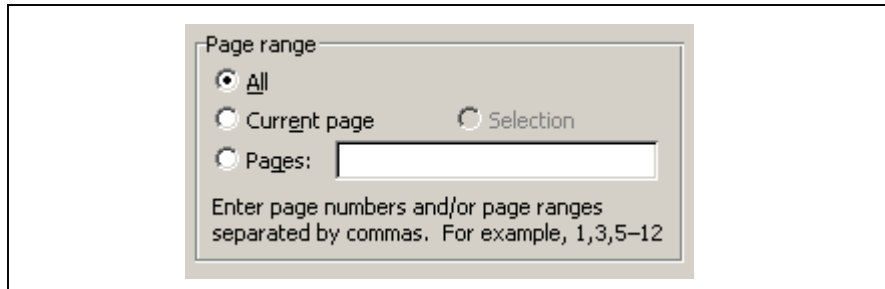 Page range
All
Current page Selection
Pages:
Enter page numbers and/or page ranges
separated by commas.  For example, 1,3,5–12